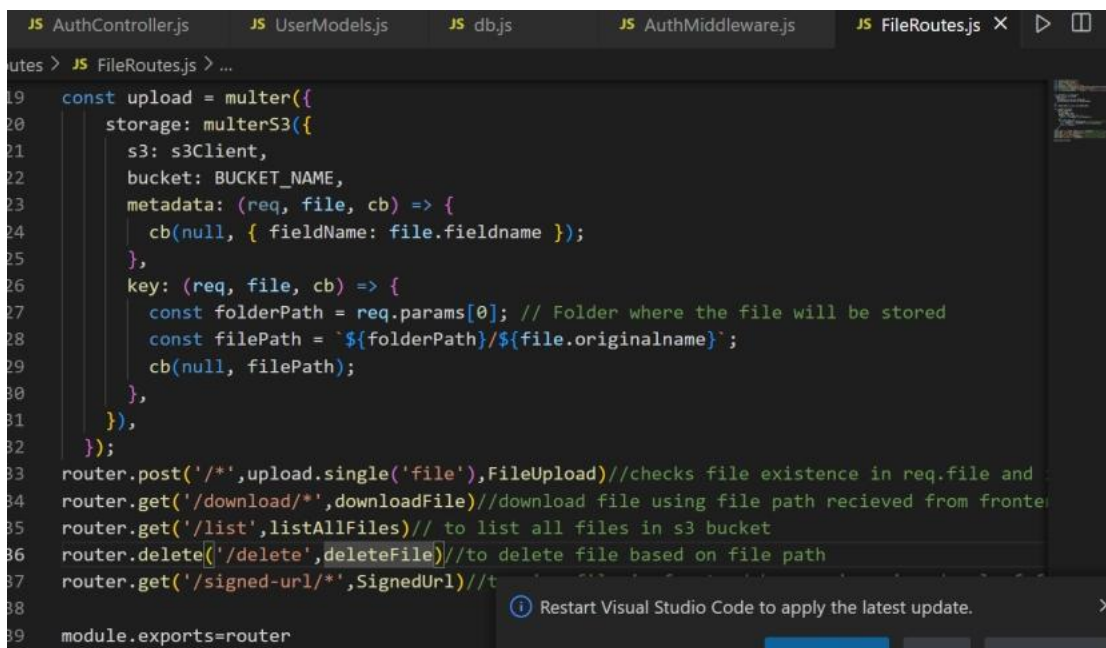 JS AuthController.js JS UserModels.js JS db.js JS AuthMiddleware.js JS FileRoutes.js
utes > JS FileRoutes.js > ...
19 const upload = multer({
20 storage: multerS3({
21 s3: s3Client,
22 bucket: BUCKET_NAME,
23 metadata: (req, file, cb) => {
24 cb(null, { fieldName: file.fieldname });
25 },
26 key: (req, file, cb) => {
27 const folderPath = req.params[0]; // Folder where the file will be stored
28 const filePath = `${folderPath}/${file.originalname}`;
29 cb(null, filePath);
30 },
31 }),
32 });
33 router.post('/*',upload.single('file'),FileUpload)//checks file existence in req.file and
34 router.get('/download/*',downloadFile)//download file using file path recieved from fronte
35 router.get('/list',listAllFiles)// to list all files in s3 bucket
36 router.delete('/delete',deleteFile)//to delete file based on file path
37 router.get('/signed-url/*',SignedUrl)//t
38
Restart Visual Studio Code to apply the latest update.
39 module.exports=router